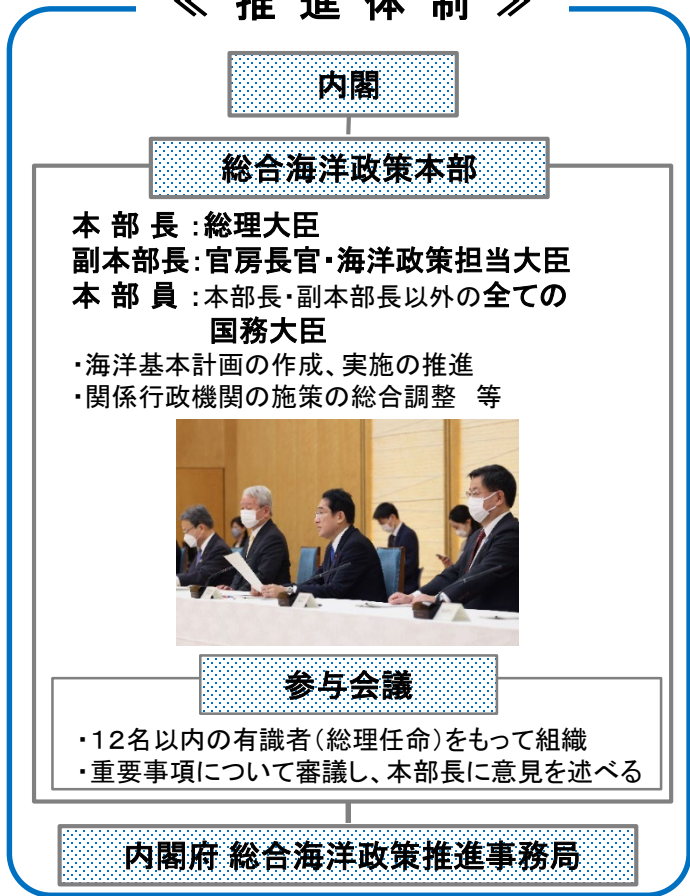 ≪ 推 進 体 制 ≫
内閣
総合海洋政策本部
本 部 長 ：総理大臣
副本部長：官房長官・海洋政策担当大臣
本 部 員 ：本部長・副本部長以外の全ての
国務大臣
・海洋基本計画の作成、実施の推進
・関係行政機関の施策の総合調整　等
参与会議
・１２名以内の有識者（総理任命）をもって組織
・重要事項について審議し、本部長に意見を述べる
内閣府 総合海洋政策推進事務局